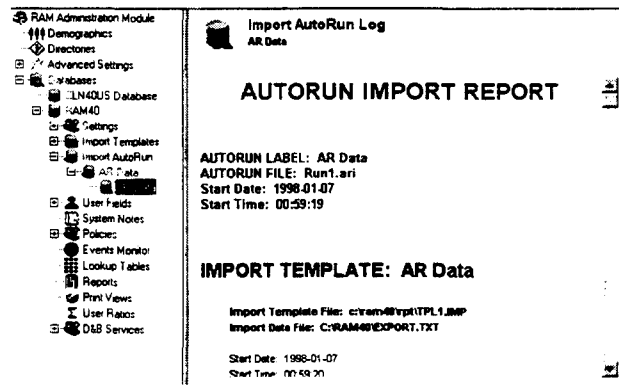 RAM Administration Module
Demographics
Directories
Advanced Settings
Databases
Database
RAM40
Settings
Import Templates
Import AutoRun
AR Data
User Fields
System Notes
Policies
Events Monitor
Lookup Tables
Reports
Print Views
User Ratios
D&B Services
Import AutoRun Log
AR Data
AUTORUN IMPORT REPORT
AUTORUN LABEL: AR Data
AUTORUN FILE: Run1.ari
Start Date: 1998-01-07
Start Time: 00:59:19
IMPORT TEMPLATE: AR Data
Import Template File: c:\ram40\rpt\TPL1.IMP
Import Data File: C:\RAM40\EXPORT.TXT
Start Date: 1998-01-07
Start Time: 00:59:20